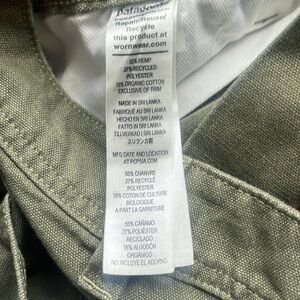 patagonia
Repair/Reuse/
Recycle
this product at
wornwear.com
55% HEMP
27% RECYCLED
POLYESTER
18% ORGANIC COTTON
EXCLUSIVE OF TRIM
MADE IN SRI LANKA
FABRIQUÉ AU SRI LANKA
HECHO EN SRI LANKA
FATTO IN SRI LANKA
TILLVERKAD I SRI LANKA
スリランカ製
MFG DATE AND LOCATION
AT POPSIA.COM
55% CHANVRE
27% RECYCLÉ
POLYESTER
18% COTON DE CULTURE
BIOLOGIQUE
A PART LA GARNITURE
55% CÁÑAMO
27% POLIÉSTER
RECICLADO
18% ALGODÓN
ORGÁNICO
NO INCLUYE EL ADORNO